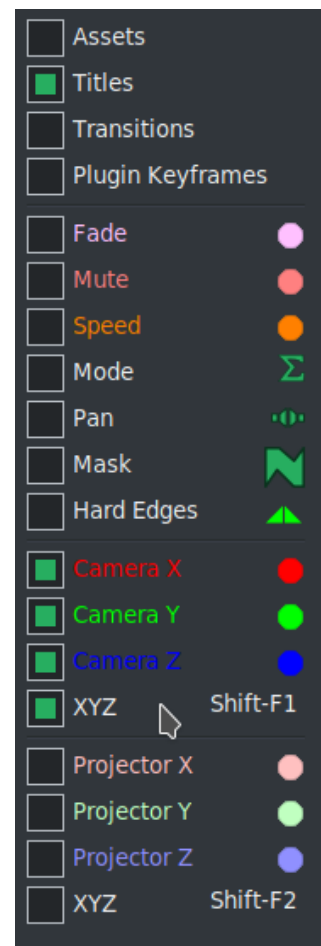 Assets
Titles
Transitions
Plugin Keyframes
Fade
Mute
Speed
Mode Σ
Pan
Mask
Hard Edges
Camera X
Camera Y
Camera Z
XYZ Shift-F1
Projector X
Projector Y
Projector Z
XYZ Shift-F2